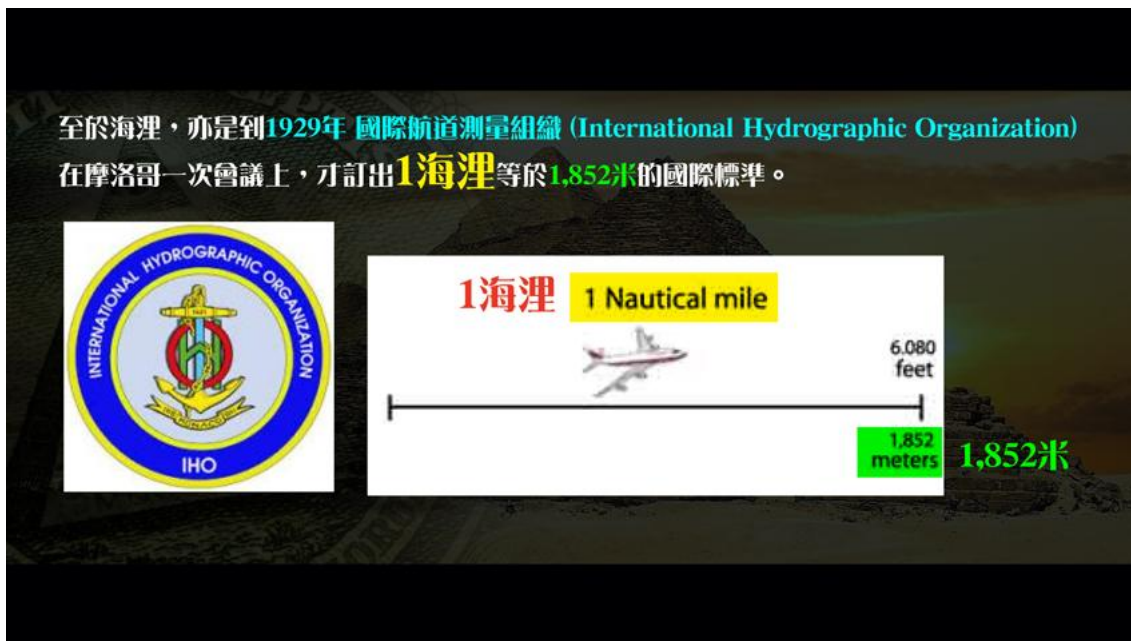 至於海浬，亦是到1929年 國際航道測量組織 (International Hydrographic Organization)
在摩洛哥一次會議上，才訂出1海浬等於1,852米的國際標準。
INTERNATIONAL HYDROGRAPHIC ORGANIZATION
IHO
1海浬 1 Nautical mile
6.080
feet
1,852
meters
1,852米